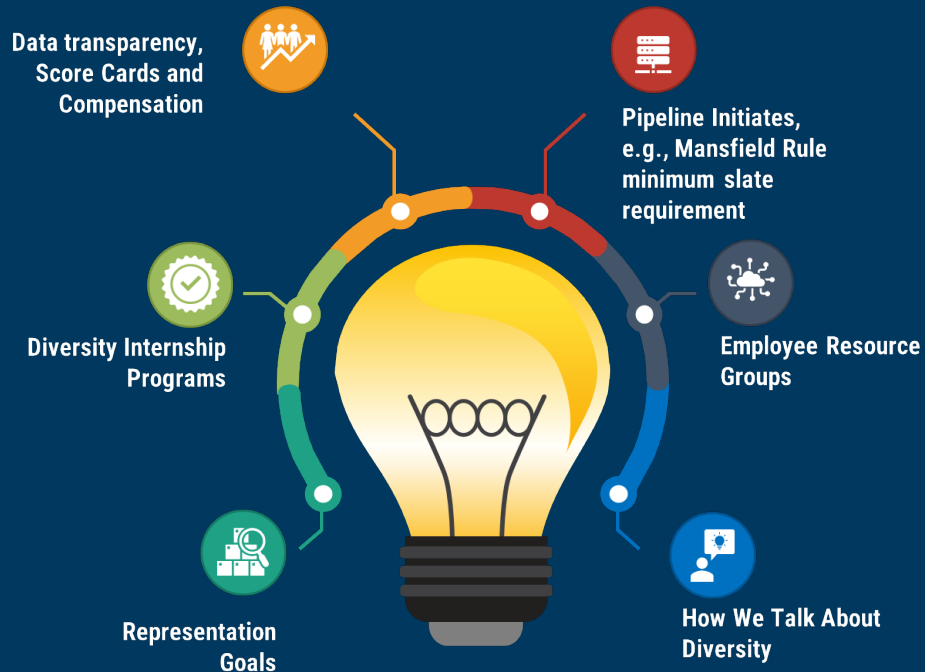 Data transparency,
Score Cards and
Compensation
Pipeline Initiates,
e.g., Mansfield Rule
minimum slate
requirement
Diversity Internship
Programs
Employee Resource
Groups
Representation
Goals
How We Talk About
Diversity